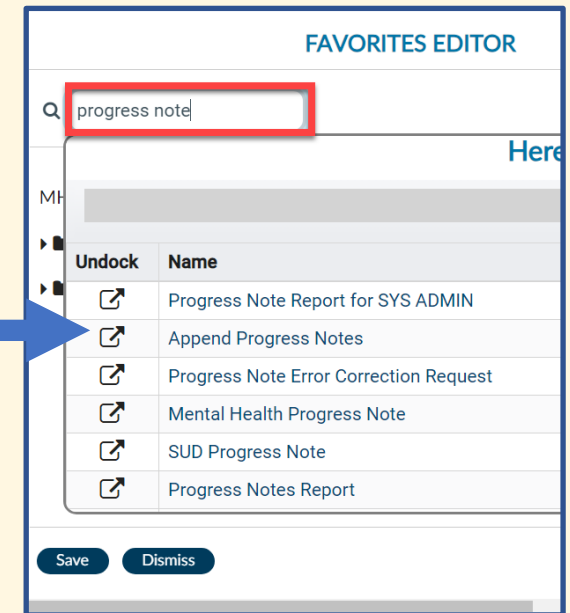 FAVORITES EDITOR
progress note
Here
MH
Undock Name
Progress Note Report for SYS ADMIN
Append Progress Notes
Progress Note Error Correction Request
Mental Health Progress Note
SUD Progress Note
Progress Notes Report
Save Dismiss